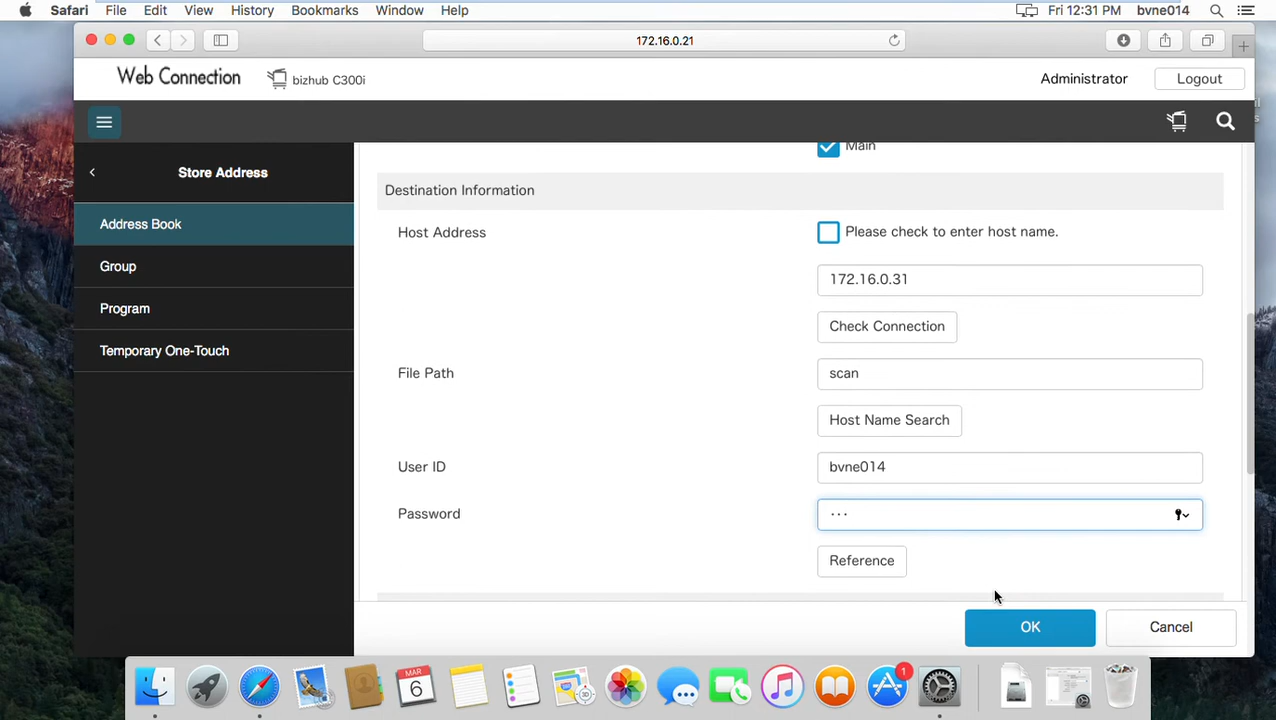 Safari File Edit View History Bookmarks Window Help Fri 12:31 PM bvne014
172.16.0.21
Web Connection bizhub C300i Administrator Logout
Store Address
Address Book
Group
Program
Temporary One-Touch
Main
Destination Information
Host Address Please check to enter host name.
172.16.0.31
Check Connection
File Path scan
Host Name Search
User ID bvne014
Password ...
Reference
OK Cancel
MAR
6
3D
1